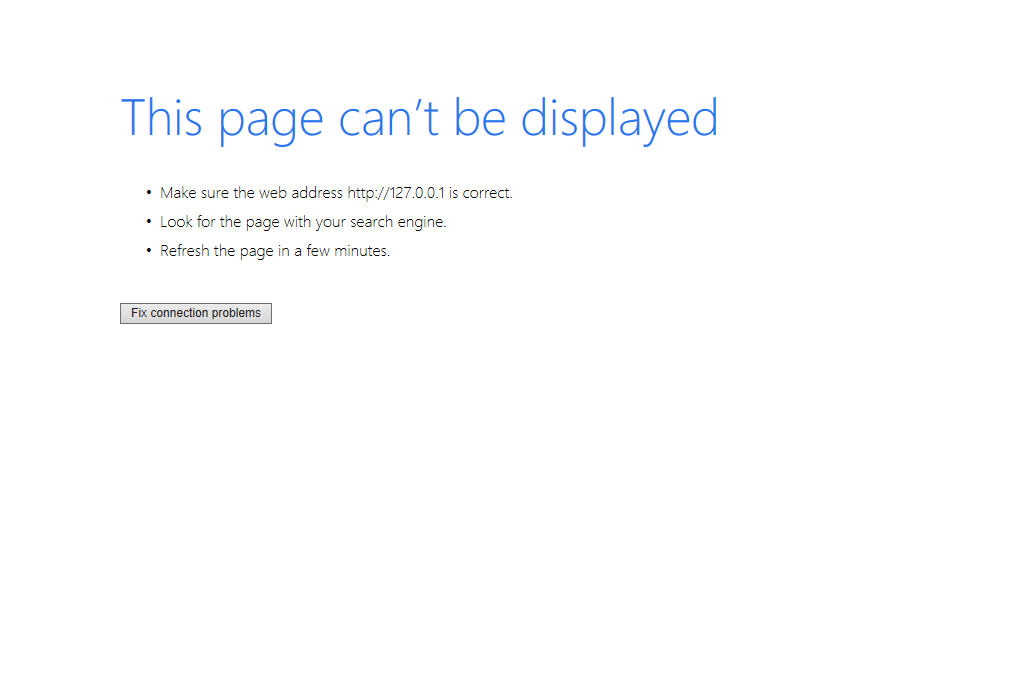 This page can’t be displayed
• Make sure the web address http://127.0.0.1 is correct.
• Look for the page with your search engine.
• Refresh the page in a few minutes.
Fix connection problems